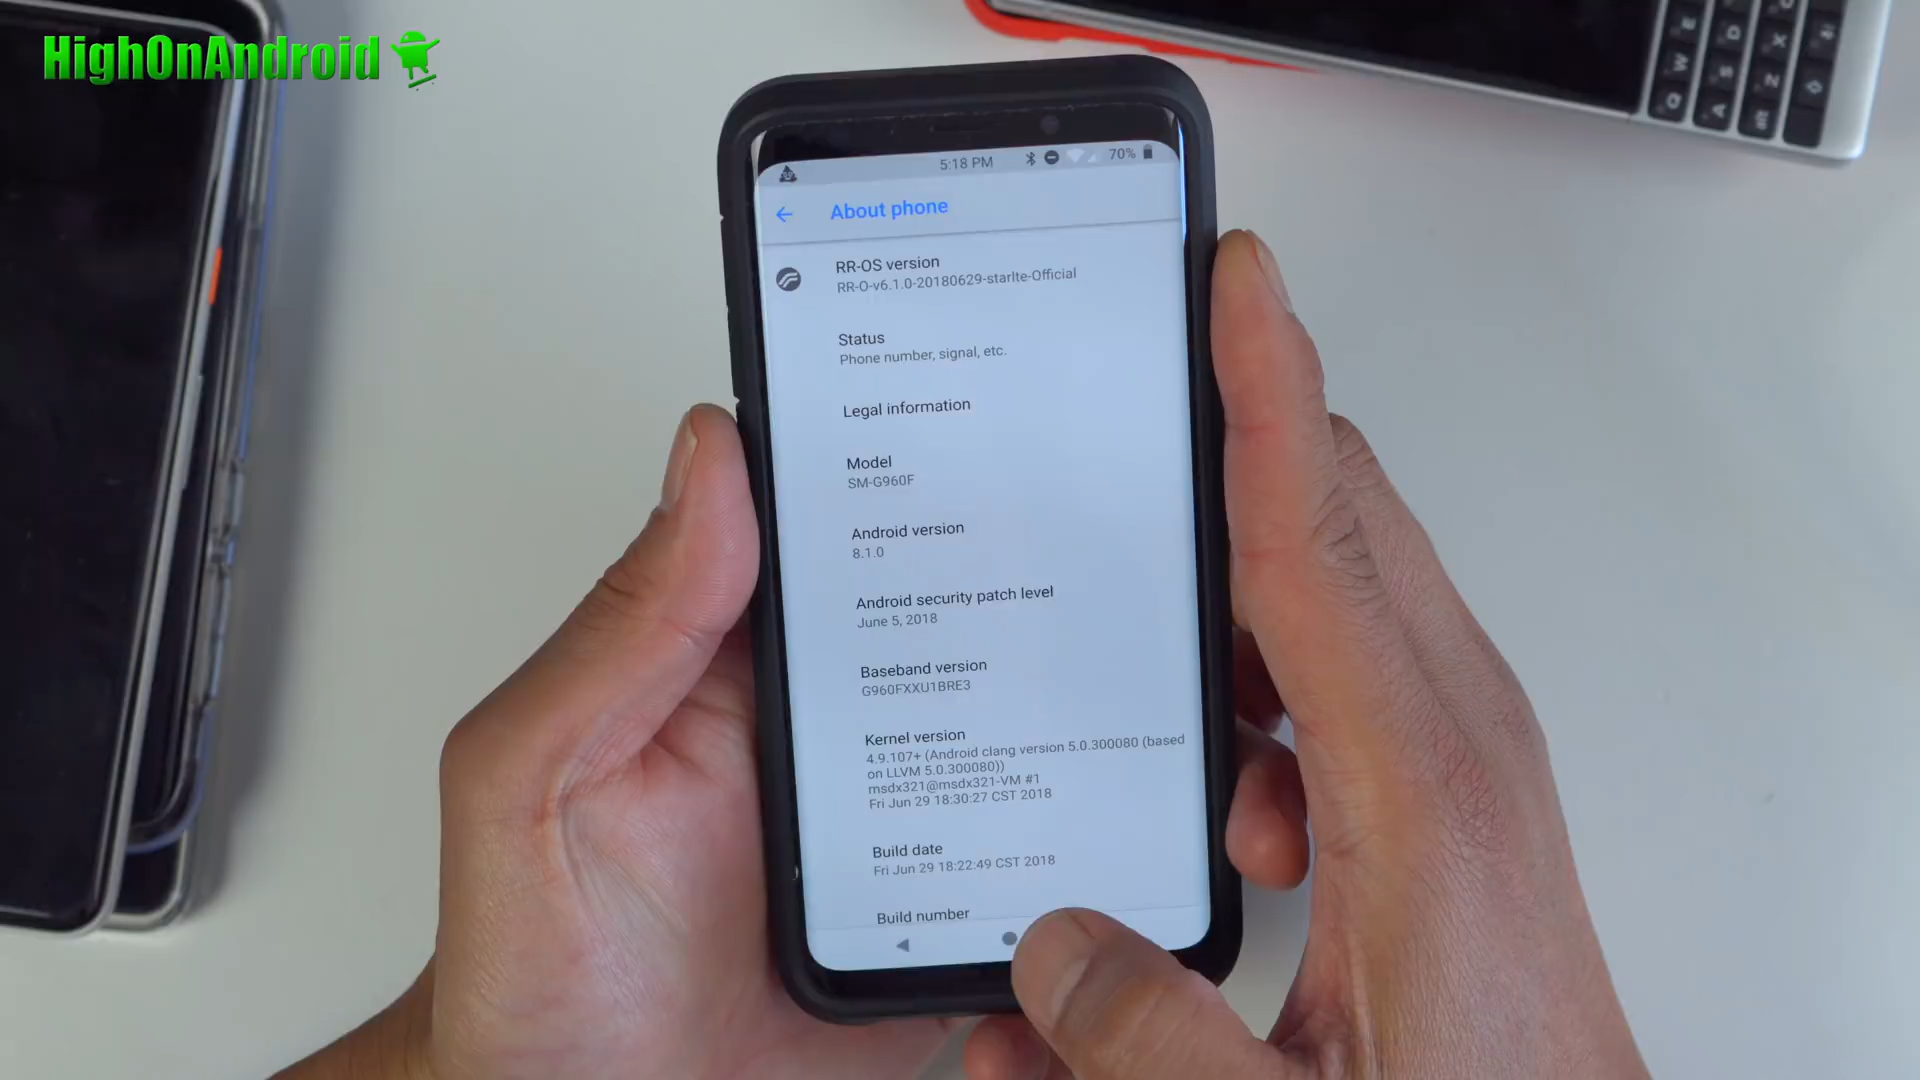 HighOnAndroid
5:18 PM
70%
About phone
RR-OS version
RR-O-v6.1.0-20180629-starlte-Official
Status
Phone number, signal, etc.
Legal information
Model
SM-G960F
Android version
8.1.0
Android security patch level
June 5, 2018
Baseband version
G960FXXU1BRE3
Kernel version
4.9.107+ (Android clang version 5.0.300080 (based
on LLVM 5.0.300080))
msdx321@msdx321-VM #1
Fri Jun 29 18:30:27 CST 2018
Build date
Fri Jun 29 18:22:49 CST 2018
Build number
Q W E
A S D
alt Z X